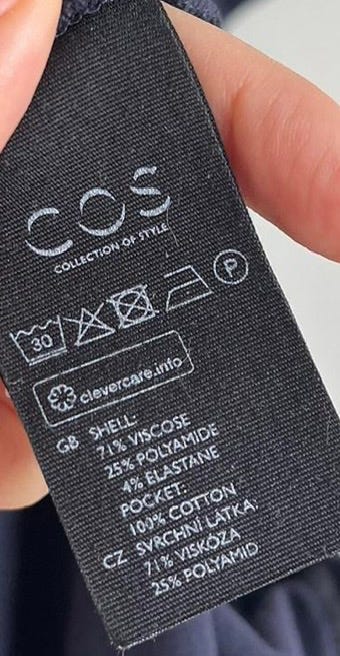 COS
COLLECTION OF STYLE
30 P
clevercare.info
GB SHELL:
71% VISCOSE
25% POLYAMIDE
4% ELASTANE
POCKET:
100% COTTON
CZ SVRCHNÍ LÁTKA:
71% VISKÓZA
25% POLYAMID